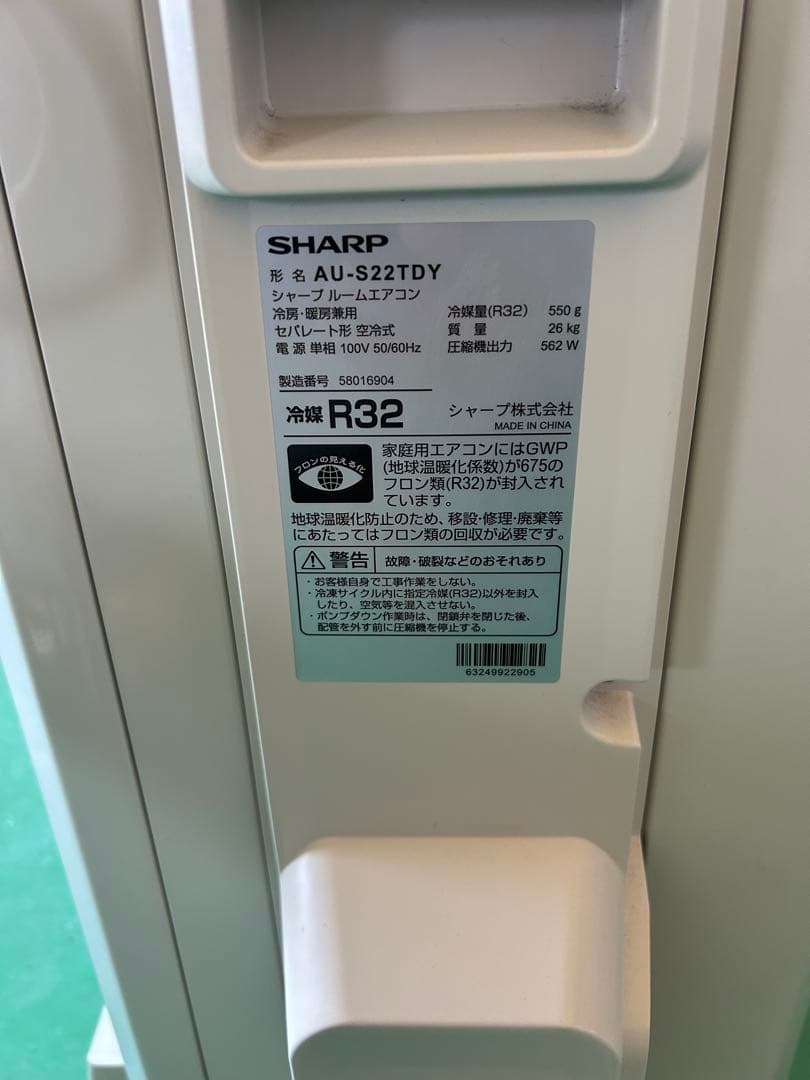 SHARP
形 名 AU-S22TDY
シャープ ルームエアコン
冷房・暖房兼用
セパレート形 空冷式
電 源 単相 100V 50/60Hz
冷媒量(R32) 550 g
質 量 26 kg
圧縮機出力 562 W
製造番号 58016904
冷媒 R32
シャープ株式会社
MADE IN CHINA
フロンの見える化
家庭用エアコンにはGWP
(地球温暖化係数)が675の
フロン類(R32)が封入され
ています。
地球温暖化防止のため、移設・修理・廃棄等
にあたってはフロン類の回収が必要です。
警告 故障・破裂などのおそれあり
・お客様自身で工事作業をしない。
・冷凍サイクル内に指定冷媒(R32)以外を封入
したり、空気等を混入させない。
・ポンプダウン作業時は、閉鎖弁を閉じた後、
配管を外す前に圧縮機を停止する。
63249922905